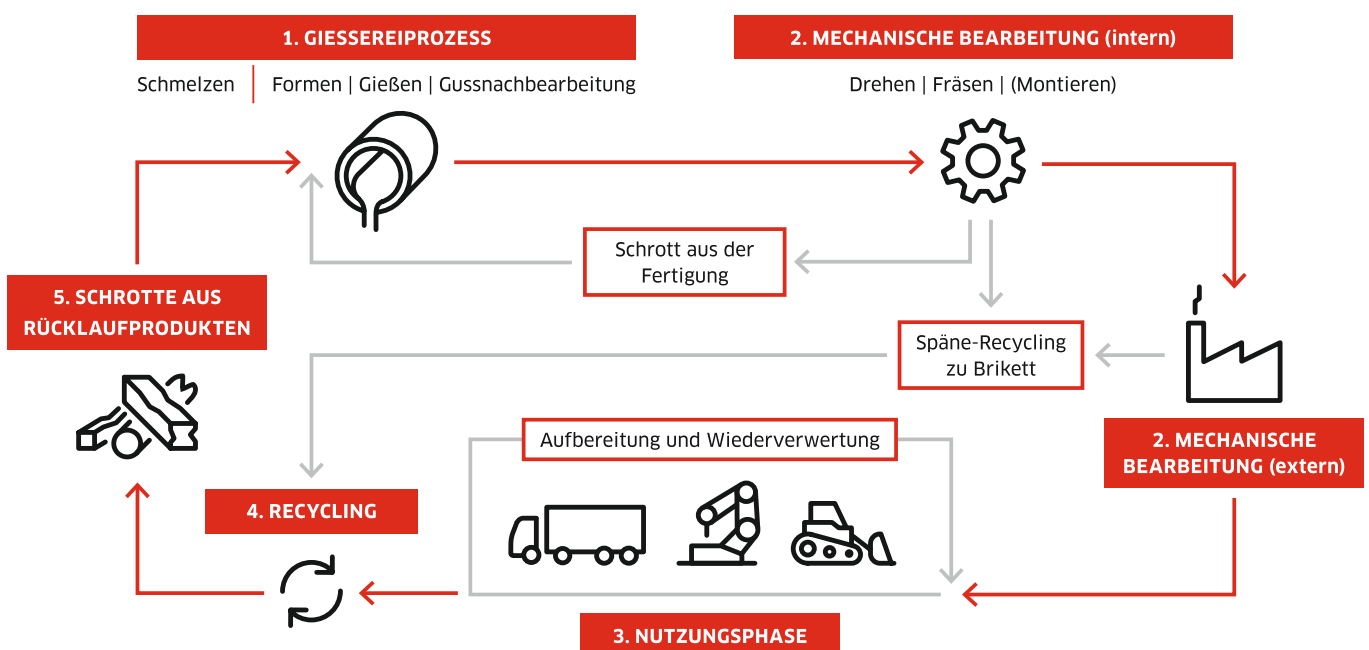 1. GIESSEREIPROZESS
2. MECHANISCHE BEARBEITUNG (intern)
Schmelzen | Formen | Gießen | Gussnachbearbeitung
Drehen | Fräsen | (Montieren)
Schrott aus der
Fertigung
5. SCHROTTE AUS
RÜCKLAUFPRODUKTEN
Späne-Recycling
zu Brikett
Aufbereitung und Wiederverwertung
2. MECHANISCHE
BEARBEITUNG (extern)
4. RECYCLING
3. NUTZUNGSPHASE